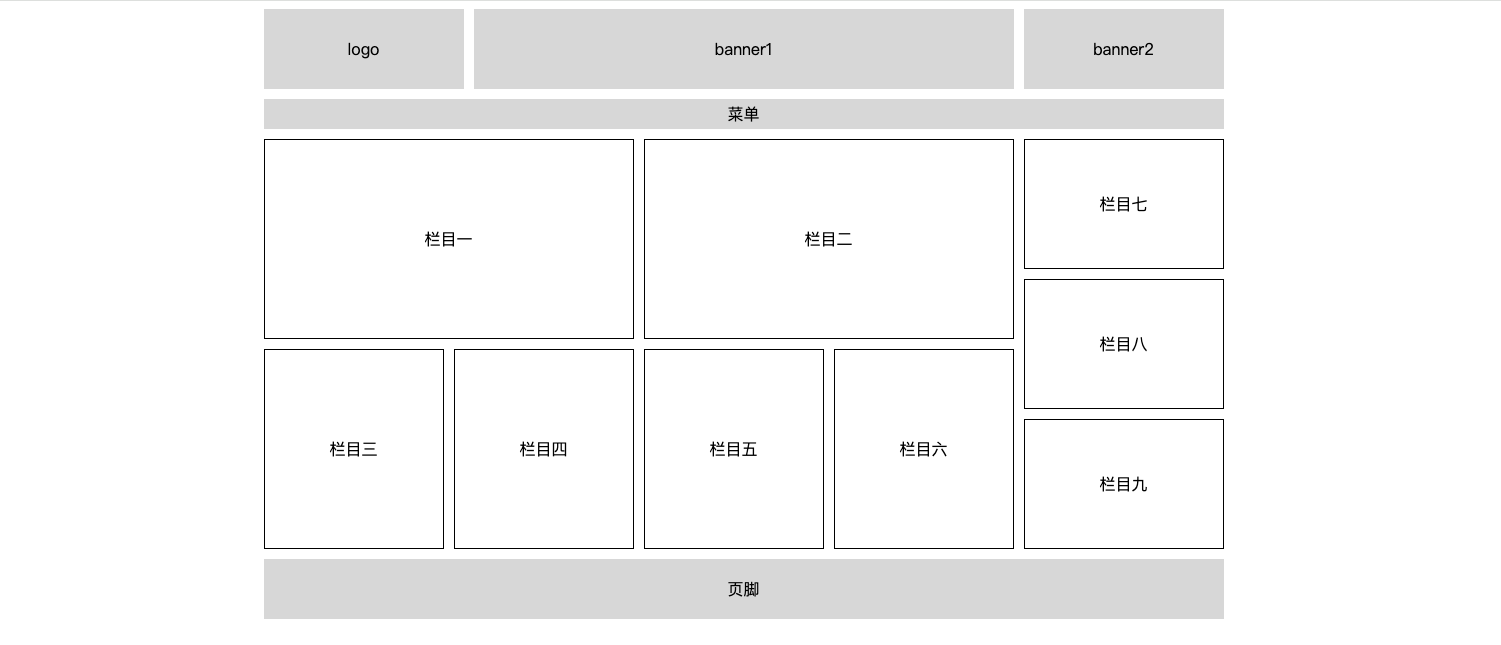 logo
banner1
banner2
菜单
栏目一
栏目二
栏目七
栏目八
栏目三
栏目四
栏目五
栏目六
栏目九
页脚